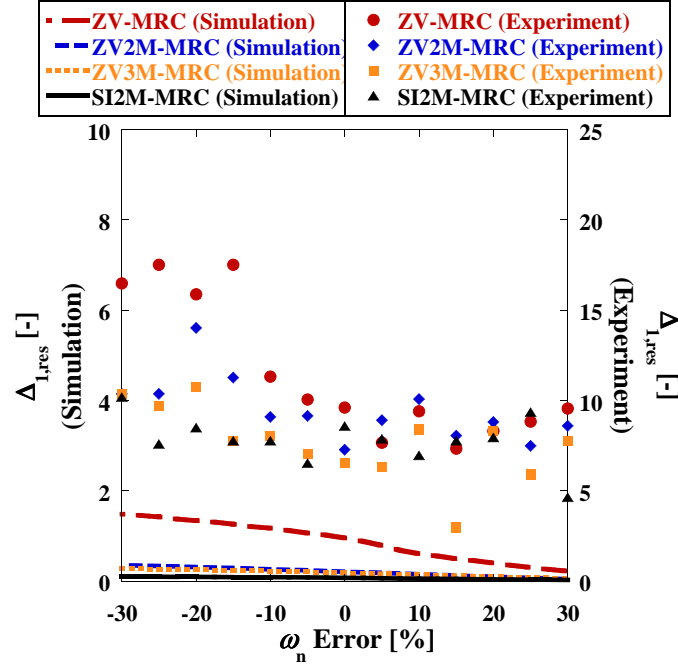 ZV-MRC (Simulation) ZV-MRC (Experiment)
ZV2M-MRC (Simulation) ZV2M-MRC (Experiment)
ZV3M-MRC (Simulation) ZV3M-MRC (Experiment)
SI2M-MRC (Simulation) SI2M-MRC (Experiment)
10 25
8 20
6 15
4 10
2 5
0 0
Δ1,res [-]
(Simulation)
(Experiment)
Δ1,res [-]
-30 -20 -10 0 10 20 30
ωn Error [%]